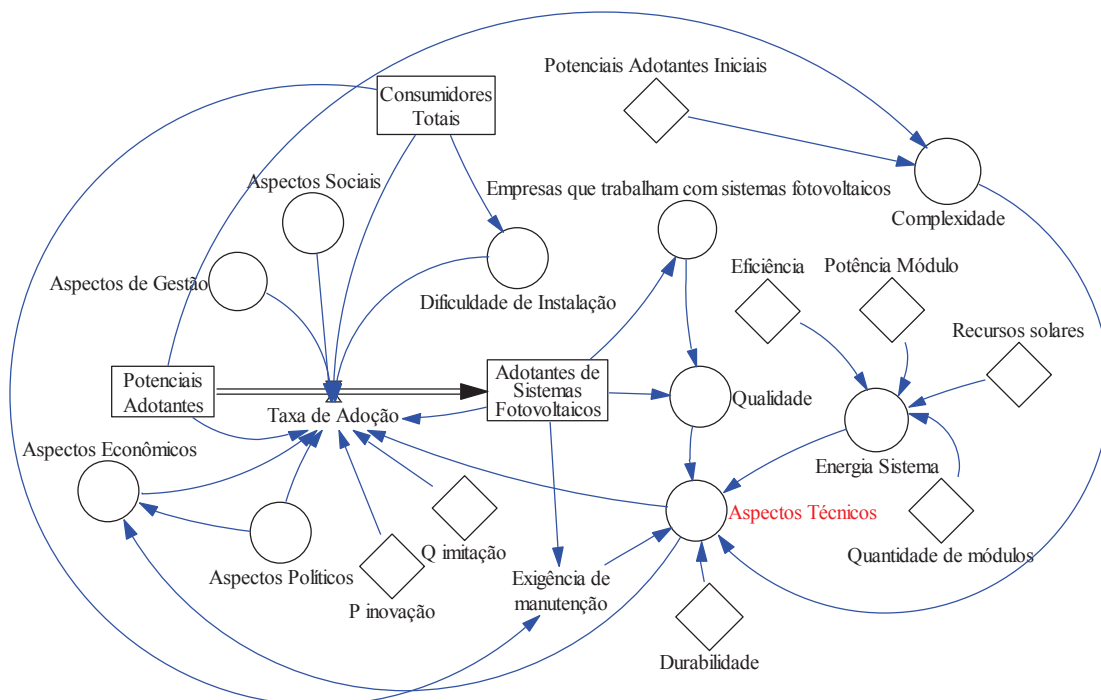 Potenciais Adotantes Iniciais
Consumidores
Totais
Aspectos Sociais
Empresas que trabalham com sistemas fotovoltaicos
Complexidade
Aspectos de Gestão
Dificuldade de Instalação
Eficiência
Potência Módulo
Recursos solares
Potenciais
Adotantes
Adotantes de
Sistemas
Fotovoltaicos
Taxa de Adoção
Qualidade
Aspectos Econômicos
Energia Sistema
Aspectos Técnicos
Q imitação
Quantidade de módulos
Aspectos Políticos
P inovação
Exigência de
manutenção
Durabilidade